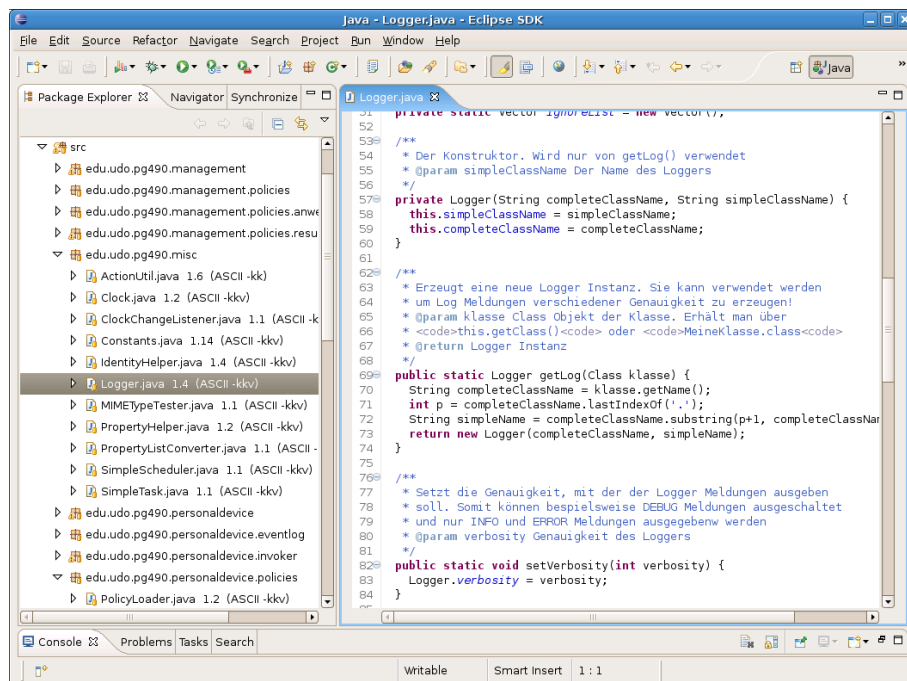 Java - Logger.java - Eclipse SDK
File Edit Source Refactor Navigate Search Project Run Window Help
Java
»
Package Explorer Navigator Synchronize
Logger.java
src
edu.udo.pg490.management
edu.udo.pg490.management.policies
edu.udo.pg490.management.policies.anwe
edu.udo.pg490.management.policies.resu
edu.udo.pg490.misc
ActionUtil.java 1.6 (ASCII -kk)
Clock.java 1.2 (ASCII -kkv)
ClockChangeListener.java 1.1 (ASCII -k
Constants.java 1.14 (ASCII -kkv)
IdentityHelper.java 1.4 (ASCII -kkv)
Logger.java 1.4 (ASCII -kkv)
MIMETypeTester.java 1.1 (ASCII -kkv)
PropertyHelper.java 1.2 (ASCII -kkv)
PropertyListConverter.java 1.1 (ASCII -
SimpleScheduler.java 1.1 (ASCII -kkv)
SimpleTask.java 1.1 (ASCII -kkv)
edu.udo.pg490.personaldevice
edu.udo.pg490.personaldevice.eventlog
edu.udo.pg490.personaldevice.invoker
edu.udo.pg490.personaldevice.policies
PolicyLoader.java 1.2 (ASCII -kkv)
51 private static Vector ignoreList = new Vector();
52
53 /**
54 * Der Konstruktor. Wird nur von getLog() verwendet
55 * @param simpleClassName Der Name des Loggers
56 */
57 private Logger(String completeClassName, String simpleClassName) {
58 this.simpleClassName = simpleClassName;
59 this.completeClassName = completeClassName;
60 }
61
62 /**
63 * Erzeugt eine neue Logger Instanz. Sie kann verwendet werden
64 * um Log Meldungen verschiedener Genauigkeit zu erzeugen!
65 * @param klasse Class Objekt der Klasse. Erhält man über
66 * <code>this.getClass()<code> oder <code>MeineKlasse.class<code>
67 * @return Logger Instanz
68 */
69 public static Logger getLog(Class klasse) {
70 String completeClassName = klasse.getName();
71 int p = completeClassName.lastIndexOf('.');
72 String simpleName = completeClassName.substring(p+1, completeClassNam
73 return new Logger(completeClassName, simpleName);
74 }
75
76 /**
77 * Setzt die Genauigkeit, mit der der Logger Meldungen ausgeben
78 * soll. Somit können bespielsweise DEBUG Meldungen ausgeschaltet
79 * und nur INFO und ERROR Meldungen ausgegebenw werden
80 * @param verbosity Genauigkeit des Loggers
81 */
82 public static void setVerbosity(int verbosity) {
83 Logger.verbosity = verbosity;
84 }
Console Problems Tasks Search
Writable Smart Insert 1 : 1